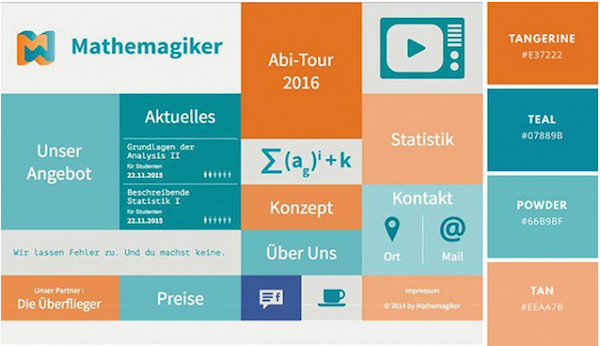 Mathemagiker
Abi-Tour
2016
Unser
Angebot
Aktuelles
Grundlagen der
Analysis II
für Studenten
22.11.2015
Beschreibende
Statistik I
für Studenten
22.11.2015
∑(a_g)^i + k
Statistik
Konzept
Kontakt
Ort
@
Mail
Wir lassen Fehler zu. Und du machst keine.
Über Uns
Unser Partner :
Die Überflieger
Preise
f
Impressum
© 2014 by Mathemagiker
TANGERINE
#E37222
TEAL
#07889B
POWDER
#66B9BF
TAN
#EEAA7B